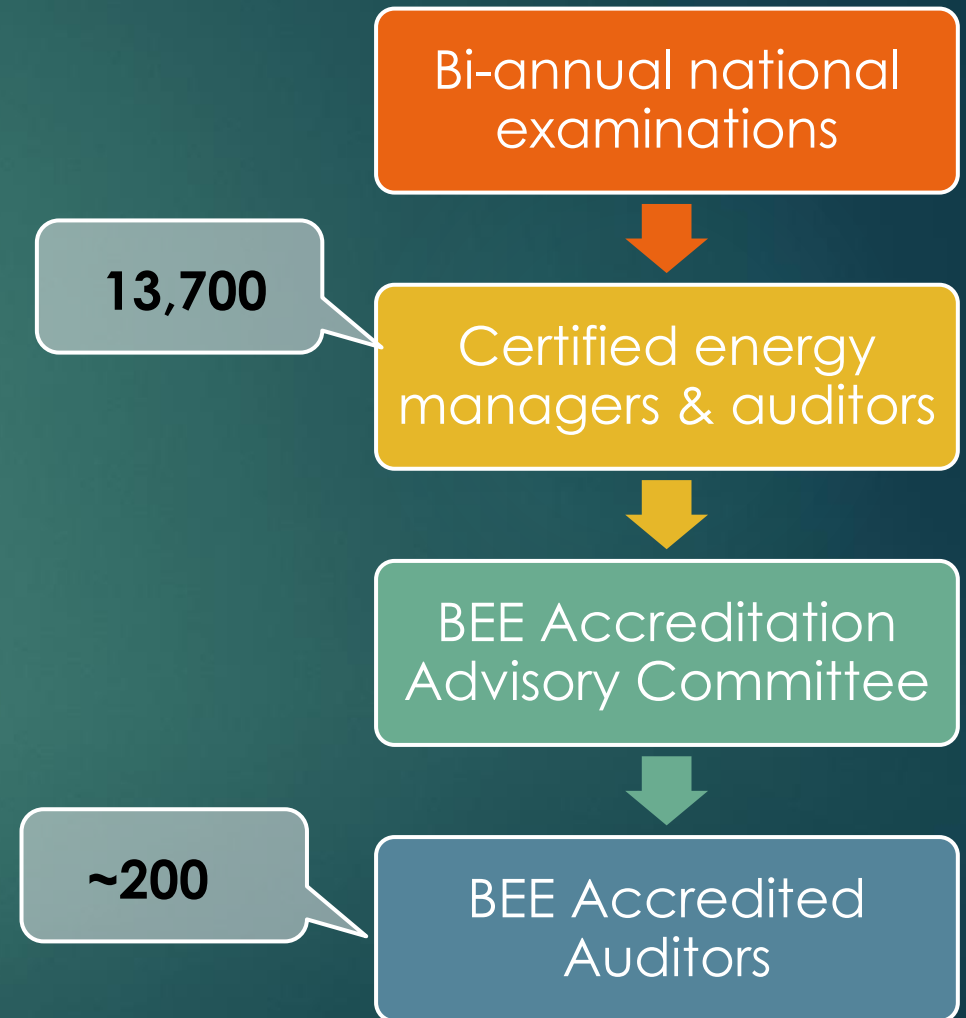 Bi-annual national
examinations
13,700
Certified energy
managers & auditors
BEE Accreditation
Advisory Committee
~200
BEE Accredited
Auditors